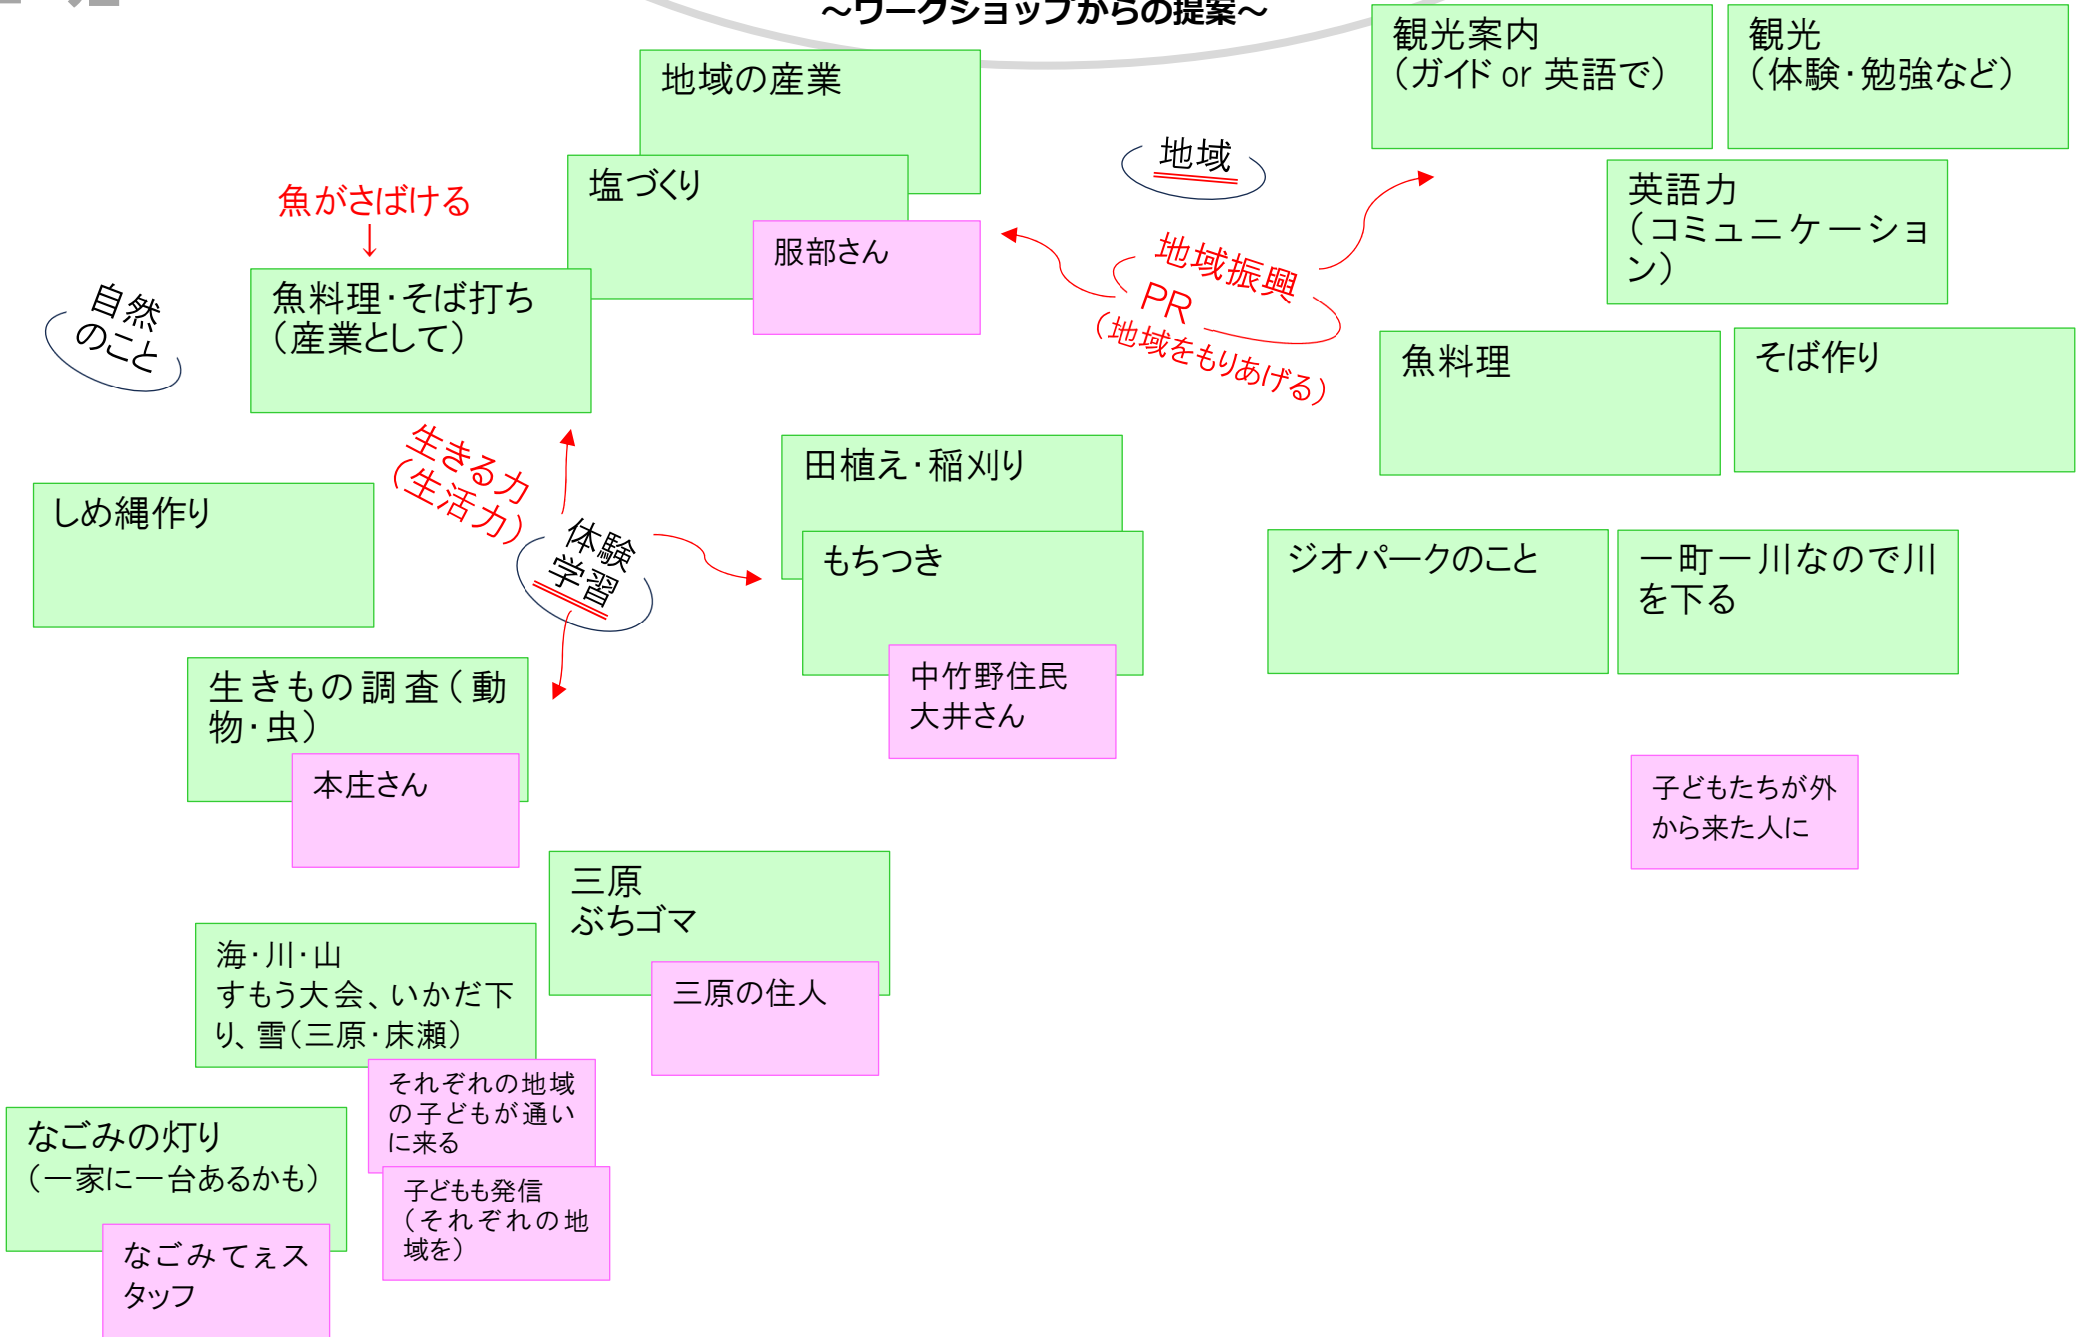 ～ワークショップからの提案～
観光案内
（ガイド or 英語で）
観光
（体験・勉強など）
地域の産業
塩づくり
服部さん
地域
英語力
（コミュニケーショ
ン）
魚がさばける
↓
魚料理・そば打ち
（産業として）
自然
のこと
地域振興
PR
（地域をもりあげる）
魚料理
そば作り
生きる力
（生活力）
体験
学習
田植え・稲刈り
もちつき
中竹野住民
大井さん
しめ縄作り
ジオパークのこと
一町一川なので川
を下る
生きもの調査（動
物・虫）
本庄さん
子どもたちが外
から来た人に
三原
ぶちゴマ
三原の住人
海・川・山
すもう大会、いかだ下
り、雪（三原・床瀬）
それぞれの地域
の子どもが通い
に来る
子どもも発信
（それぞれの地
域を）
なごみの灯り
（一家に一台あるかも）
なごみてぇス
タッフ